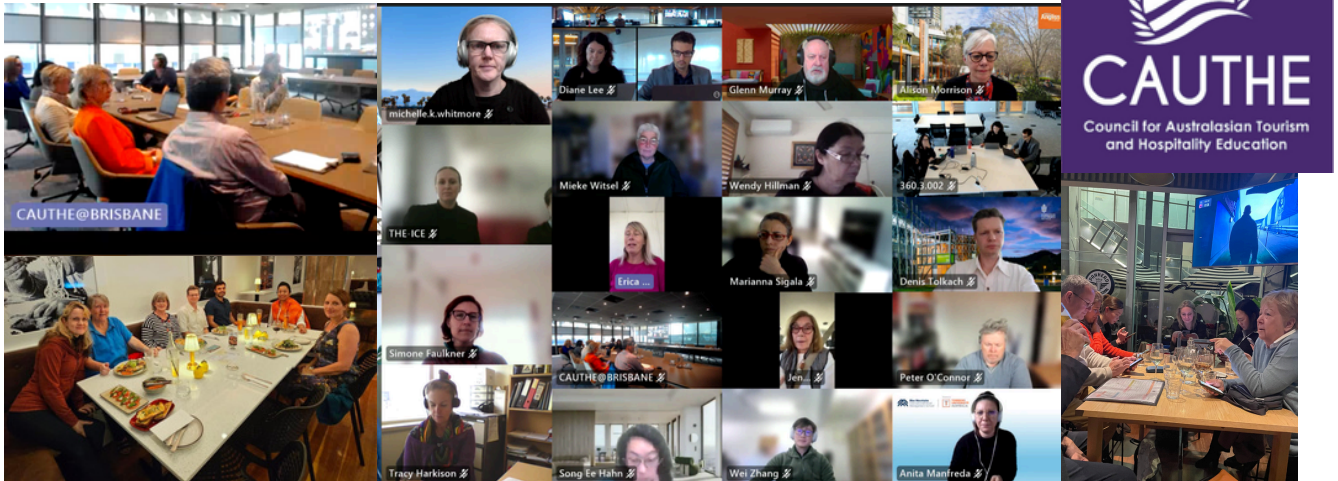 CAUTHE@BRISBANE
michelle.k.whitmore
Diane Lee
Glenn Murray
Alison Morrison
THE-ICE
Mieke Witsel
Wendy Hillman
360.3.002
Erica ...
Marianna Sigala
Denis Tolkach
Simone Faulkner
CAUTHE@BRISBANE
Jen...
Peter O'Connor
Tracy Harkison
Song Ee Hahn
Wei Zhang
Anita Manfreda
CAUTHE
Council for Australasian Tourism
and Hospitality Education